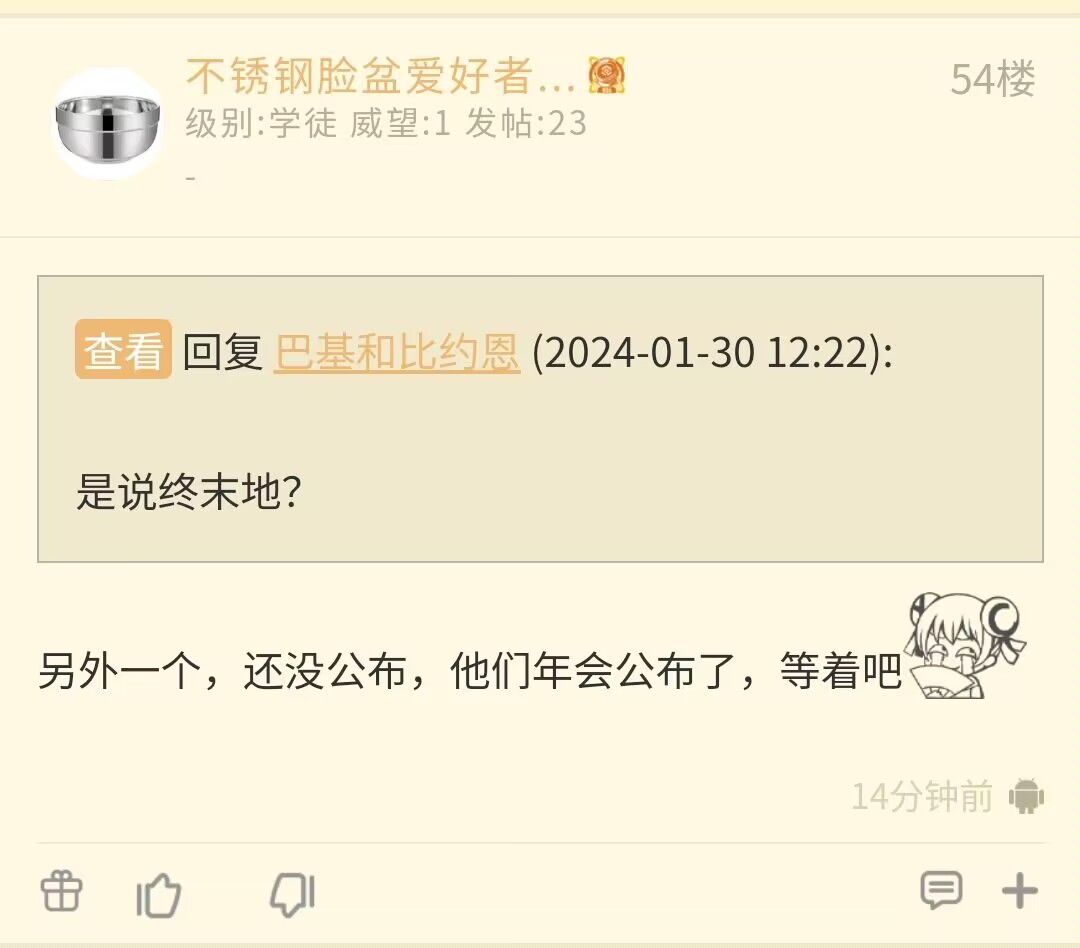 不锈钢脸盆爱好者...
54楼
级别:学徒 威望:1 发帖:23
-
查看 回复 巴基和比约恩 (2024-01-30 12:22):
是说终末地?
另外一个，还没公布，他们年会公布了，等着吧
14分钟前